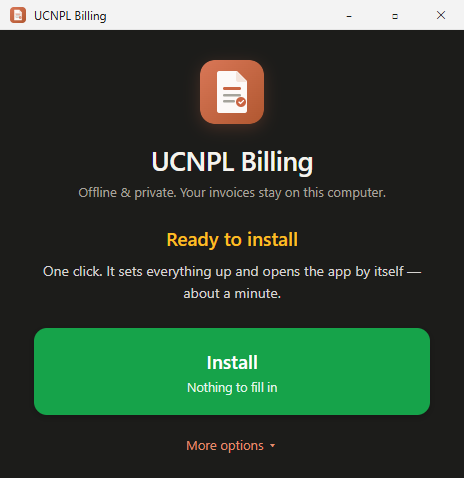 UCNPL Billing
UCNPL Billing
Offline & private. Your invoices stay on this computer.
Ready to install
One click. It sets everything up and opens the app by itself —
about a minute.
Install
Nothing to fill in
More options